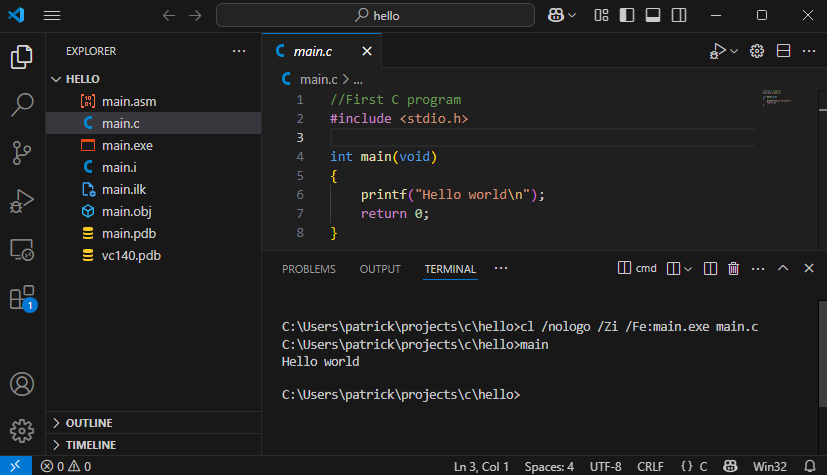 hello
EXPLORER
HELLO
main.asm
main.c
main.exe
main.i
main.ilk
main.obj
main.pdb
vc140.pdb
OUTLINE
TIMELINE
1
main.c
main.c > ...
1 //First C program
2 #include <stdio.h>
3
4 int main(void)
5 {
6 printf("Hello world\n");
7 return 0;
8 }
PROBLEMS OUTPUT TERMINAL ... cmd
C:\Users\patrick\projects\c\hello>cl /nologo /Zi /Fe:main.exe main.c
C:\Users\patrick\projects\c\hello>main
Hello world
C:\Users\patrick\projects\c\hello>
0 0 Ln 3, Col 1 Spaces: 4 UTF-8 CRLF {} C Win32